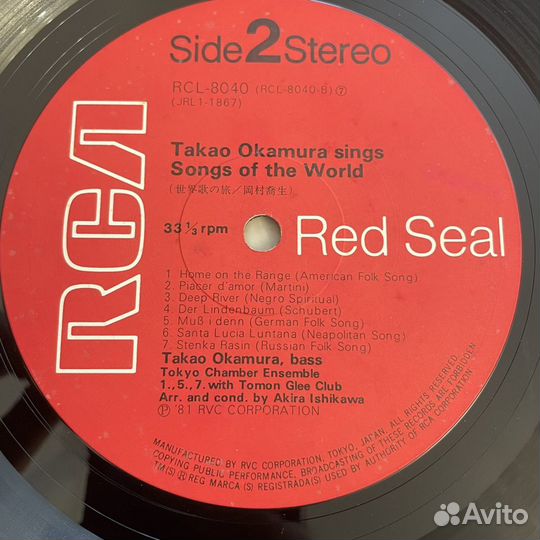 Side 2 Stereo
RCL-8040 (RCL-8040-B) ⑦
(JRL1-1867)
Takao Okamura sings
Songs of the World
(世界歌の旅／岡村喬生)
33 1/3 rpm
RCA
Red Seal
1 Home on the Range (American Folk Song)
2. Piacer d'amor (Martini)
3. Deep River (Negro Spiritual)
4. Der Lindenbaum (Schubert)
5. Muß i denn (German Folk Song)
6. Santa Lucia Luntana (Neapolitan Song)
7. Stenka Rasin (Russian Folk Song)
Takao Okamura, bass
Tokyo Chamber Ensemble
1., 5., 7. with Tomon Glee Club
Arr. and cond. by Akira Ishikawa
Ⓟ '81 RVC CORPORATION
MANUFACTURED BY RVC CORPORATION, TOKYO, JAPAN, ALL RIGHTS RESERVED.
COPYING PUBLIC PERFORMANCE, BROADCASTING OF THESE RECORDS ARE FORBIDDEN
TM(S) ® REG MARCA (S) REGISTRADA(S) USED BY AUTHORITY OF RCA CORPORATION
Avito